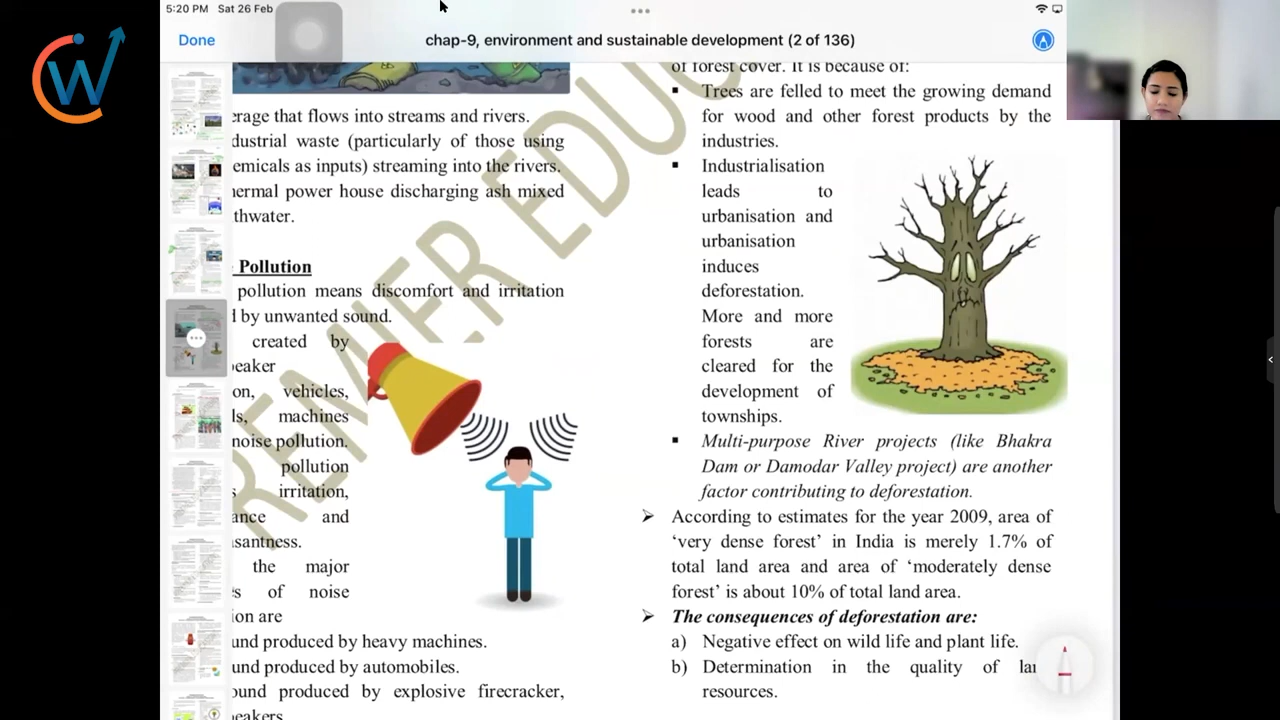 5:20 PM Sat 26 Feb
Done
chap-9, environment and sustainable development (2 of 136)
W
erage the flows into streams and rivers.
dustrial waste (particularly of those using
emicals as inputs) streaming into the rivers.
hermal power house discharging ash mixed
thwater.
Pollution
pollution means discomfort and irritation
d by unwanted sound.
created by
eaker
on, vehicles,
ls, machines
noise pollution.
pollution
s irritation,
ance and
santness.
the major
s of noise
ion are:
und produced by heavy machines.
und produced by automobiles.
ound produced by explosive firecracker,
eakers.
of forest cover. It is because of:
▪ Trees are felled to meet the growing demand
for wood and other forest products by the
industries.
▪ Industrialisation
leads to
urbanisation and
urbanisation
induces
deforestation.
More and more
forests are
cleared for the
development of
townships.
▪ Multi-purpose River Projects (like Bhakra
Damodar Valley Project) are another
factor contributing to deforestation.
➢ According to Census for the year 2009, area of
‘very dense forest’ in India is merely 1.7% of
total land area and area of ‘moderately dense
forest’ is just 10% of total land area.
➢ The consequences of deforestation are:
a) Negative impact on wildlife and plant life.
b) Determination in the quality of la
resources.
PREMIER EDUC